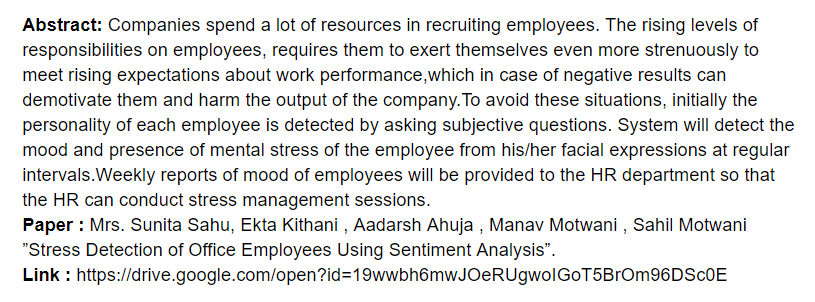 Abstract: Companies spend a lot of resources in recruiting employees. The rising levels of
responsibilities on employees, requires them to exert themselves even more strenuously to
meet rising expectations about work performance,which in case of negative results can
demotivate them and harm the output of the company.To avoid these situations, initially the
personality of each employee is detected by asking subjective questions. System will detect the
mood and presence of mental stress of the employee from his/her facial expressions at regular
intervals.Weekly reports of mood of employees will be provided to the HR department so that
the HR can conduct stress management sessions.
Paper : Mrs. Sunita Sahu, Ekta Kithani , Aadarsh Ahuja , Manav Motwani , Sahil Motwani
”Stress Detection of Office Employees Using Sentiment Analysis”.
Link : https://drive.google.com/open?id=19wwbh6mwJOeRUgwoIGoT5BrOm96DSc0E